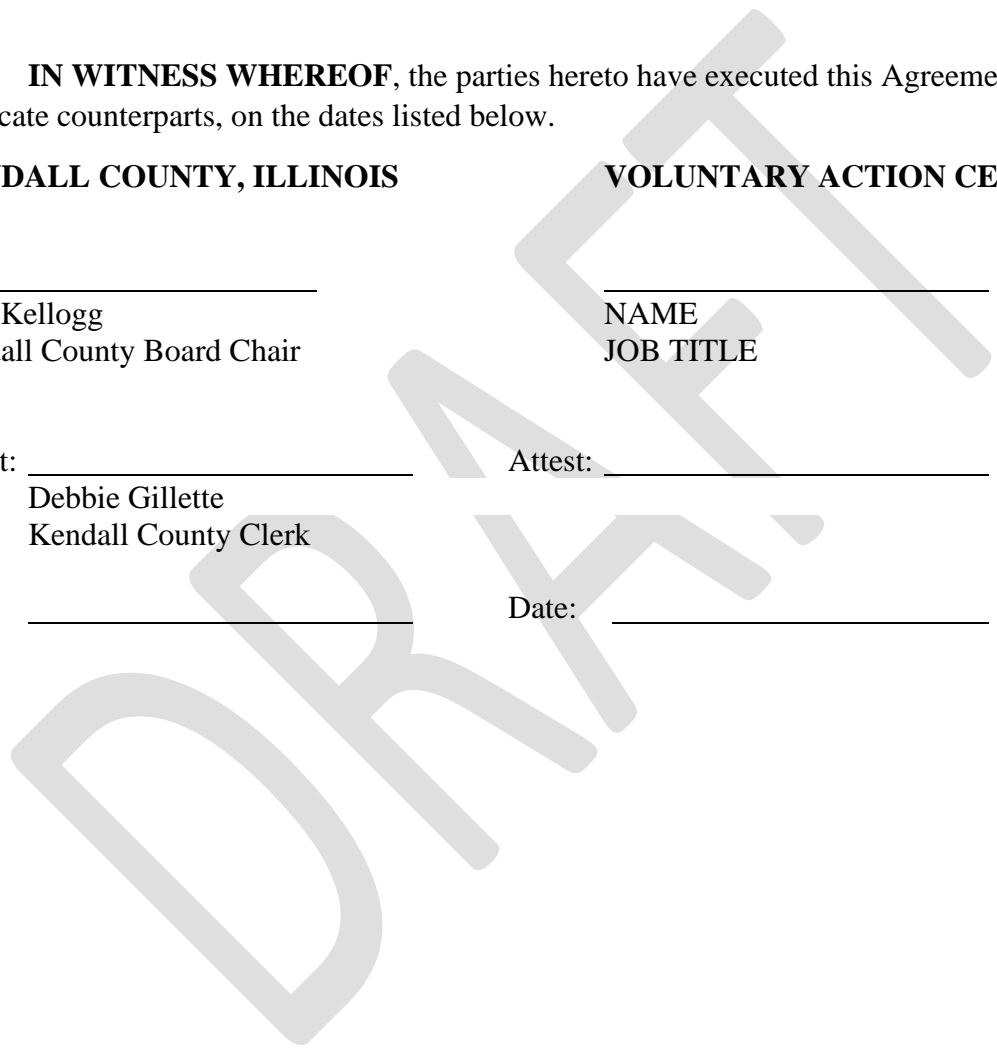 IN WITNESS WHEREOF, the parties hereto have executed this Agreeme
cate counterparts, on the dates listed below.
DALL COUNTY, ILLINOIS
VOLUNTARY ACTION CE
Kellogg
all County Board Chair
NAME
JOB TITLE
t:
Debbie Gillette
Kendall County Clerk
Attest:
Date:
DRAFT